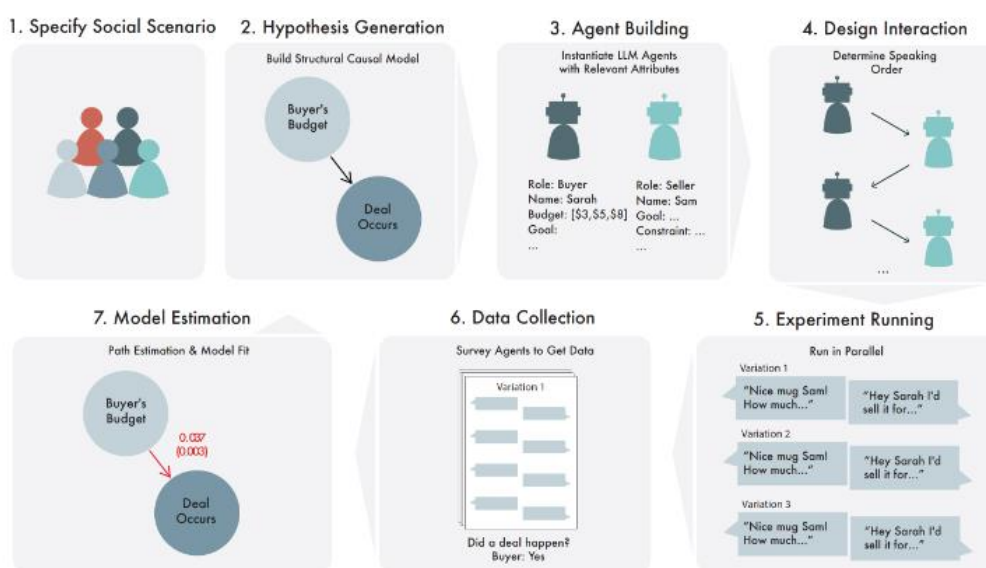 1. Specify Social Scenario
2. Hypothesis Generation
Build Structural Causal Model
Buyer's
Budget
Deal
Occurs
3. Agent Building
Instantiate LLM Agents
with Relevant Attributes
Role: Buyer
Name: Sarah
Budget: [$3,$5,$8]
Goal:
...
Role: Seller
Name: Sam
Goal: ...
Constraint: ...
...
4. Design Interaction
Determine Speaking
Order
...
7. Model Estimation
Path Estimation & Model Fit
Buyer's
Budget
0.037
(0.003)
Deal
Occurs
6. Data Collection
Survey Agents to Get Data
Variation 1
Did a deal happen?
Buyer: Yes
5. Experiment Running
Run in Parallel
Variation 1
"Nice mug Sam!
How much..."
"Hey Sarah I'd
sell it for..."
Variation 2
"Nice mug Sam!
How much..."
"Hey Sarah I'd
sell it for..."
Variation 3
"Nice mug Sam!
How much..."
"Hey Sarah I'd
sell it for..."